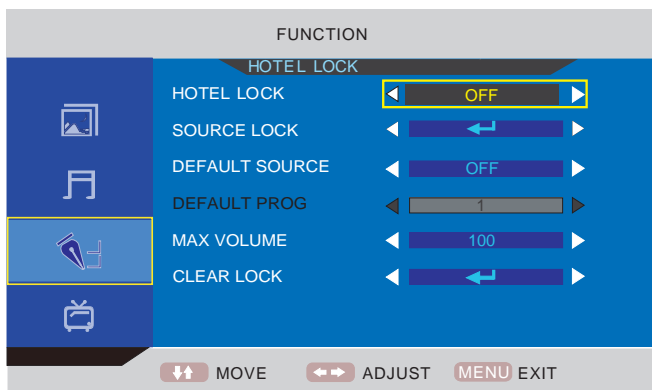 FUNCTION
HOTEL LOCK
HOTEL LOCK OFF
SOURCE LOCK
DEFAULT SOURCE OFF
DEFAULT PROG 1
MAX VOLUME 100
CLEAR LOCK
MOVE ADJUST MENU EXIT